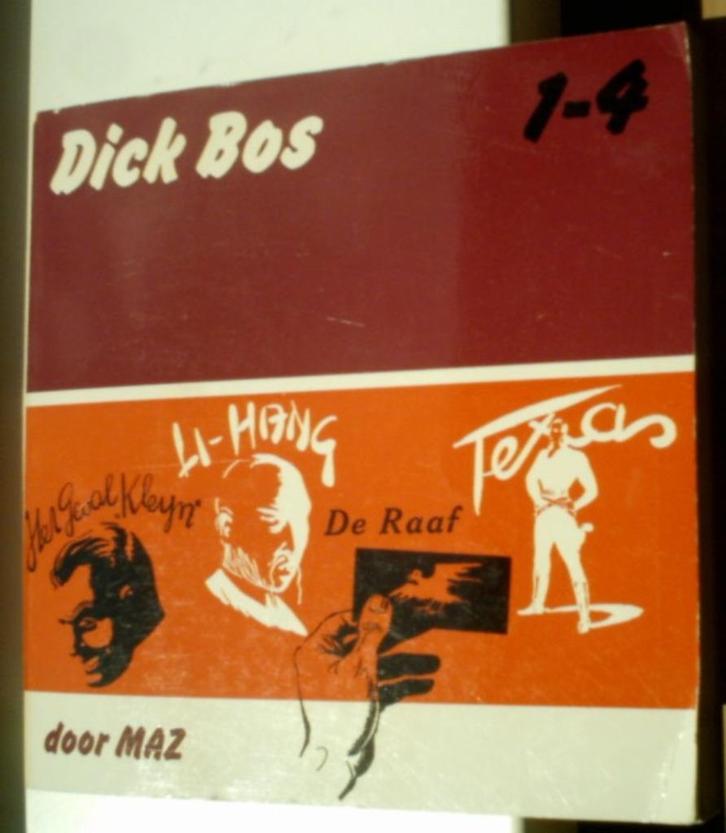 Dick Bos
1-4
Het Geval Kleyn
LI-HANG
De Raaf
Texas
door MAZ